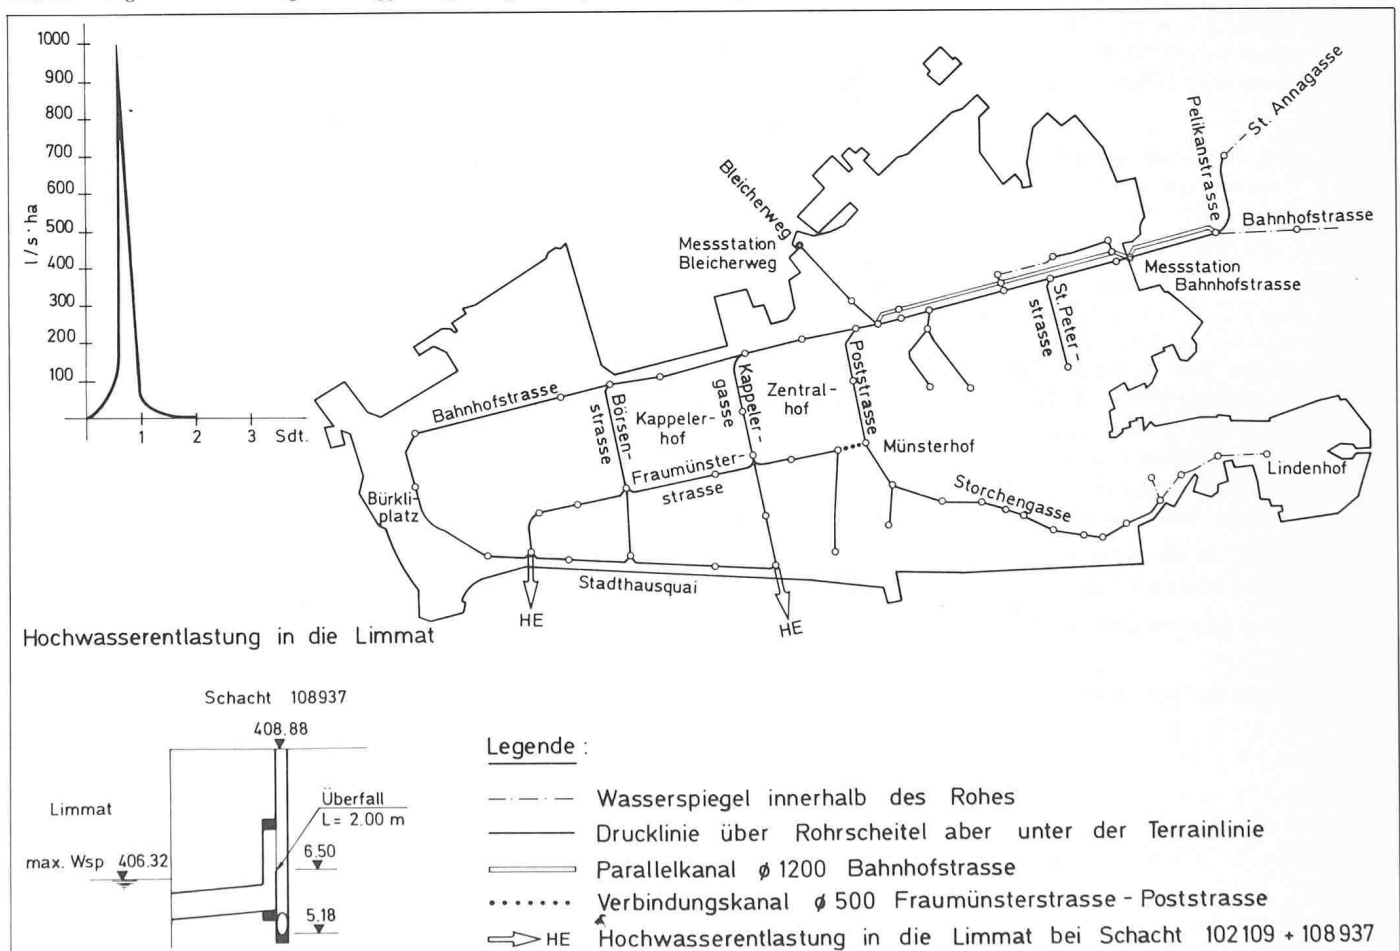 1000
900
800
700
600
500
400
300
200
100
l/s·ha
1
2
3
4
Sdt.
St. Annagasse
Pelikanstrasse
Bahnhofstrasse
Bleicherweg
Messstation
Bleicherweg
Messstation
Bahnhofstrasse
St. Peter-
strasse
Poststrasse
Zentral-
hof
Kappeler-
gasse
Kappeler-
hof
Börsen-
strasse
Bahnhofstrasse
Fraumünster-
strasse
Münsterhof
Storchengasse
Lindenhof
Bürkli-
platz
Stadthausquai
HE
HE
Hochwasserentlastung in die Limmat
Schacht 108937
408.88
Limmat
Überfall
L = 2.00 m
max. Wsp 406.32
6.50
5.18
Legende :
Wasserspiegel innerhalb des Rohes
Drucklinie über Rohrscheitel aber unter der Terrainlinie
Parallelkanal ø 1200 Bahnhofstrasse
Verbindungskanal ø 500 Fraumünsterstrasse - Poststrasse
HE Hochwasserentlastung in die Limmat bei Schacht 102109 + 108937